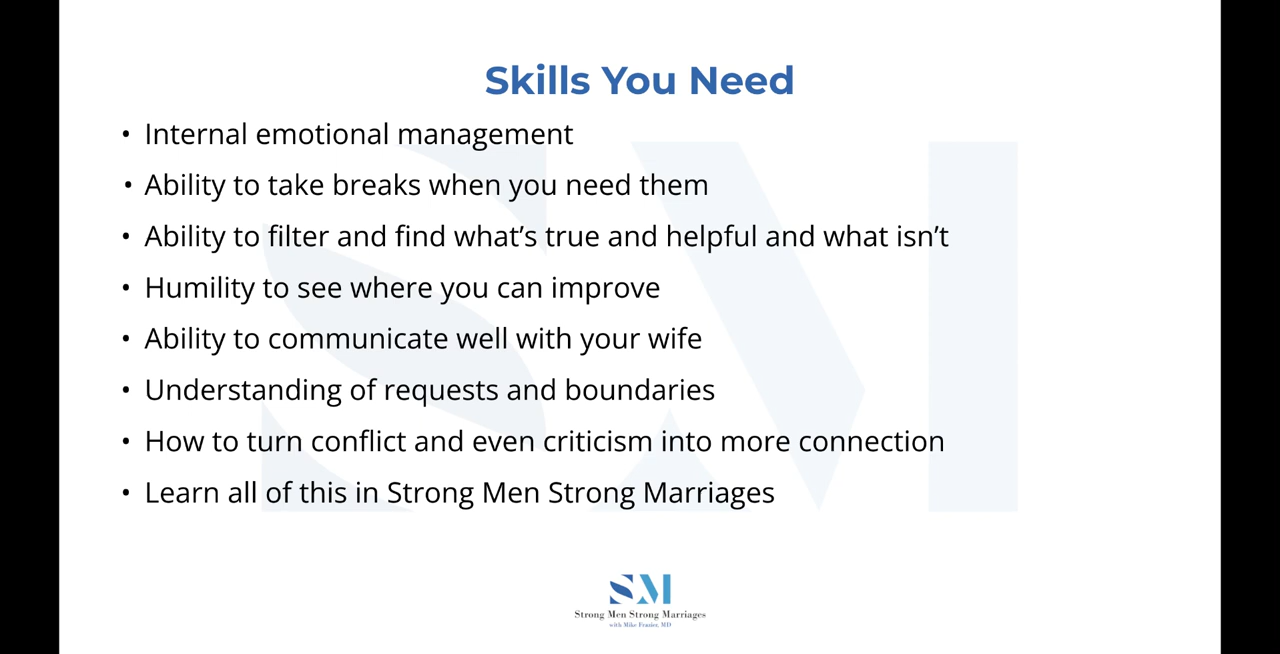 Skills You Need
• Internal emotional management
• Ability to take breaks when you need them
• Ability to filter and find what’s true and helpful and what isn’t
• Humility to see where you can improve
• Ability to communicate well with your wife
• Understanding of requests and boundaries
• How to turn conflict and even criticism into more connection
• Learn all of this in Strong Men Strong Marriages
SM
Strong Men Strong Marriages
with Mike Frazier, MD